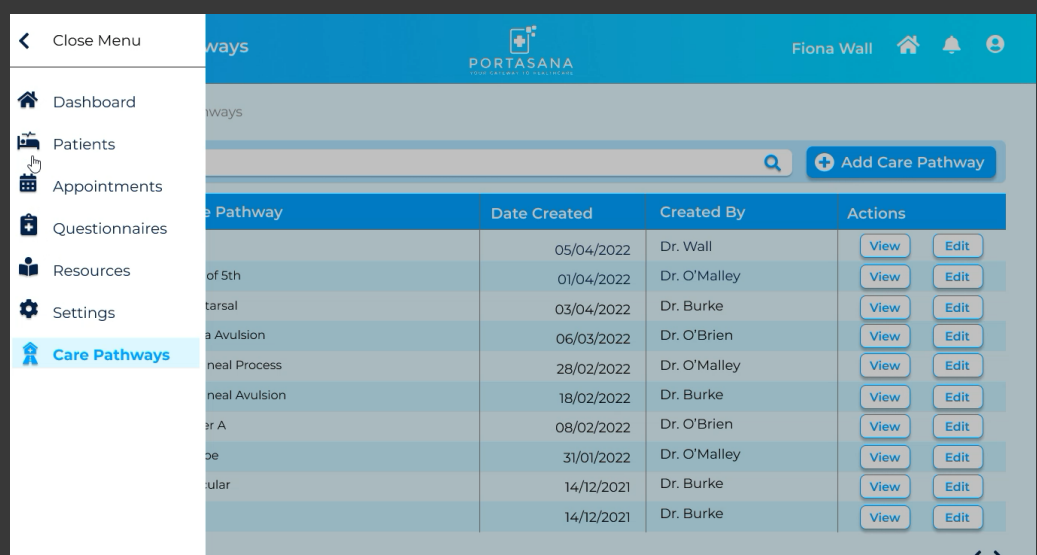 Close Menu
ways
PORTASANA
YOUR GATEWAY TO HEALTHCARE
Fiona Wall
Dashboard
ways
Patients
Add Care Pathway
Appointments
Questionnaires
Resources
Settings
Care Pathways
e Pathway Date Created Created By Actions
05/04/2022 Dr. Wall View Edit
of 5th 01/04/2022 Dr. O'Malley View Edit
tarsal 03/04/2022 Dr. Burke View Edit
a Avulsion 06/03/2022 Dr. O'Brien View Edit
neal Process 28/02/2022 Dr. O'Malley View Edit
neal Avulsion 18/02/2022 Dr. Burke View Edit
er A 08/02/2022 Dr. O'Brien View Edit
pe 31/01/2022 Dr. O'Malley View Edit
cular 14/12/2021 Dr. Burke View Edit
14/12/2021 Dr. Burke View Edit